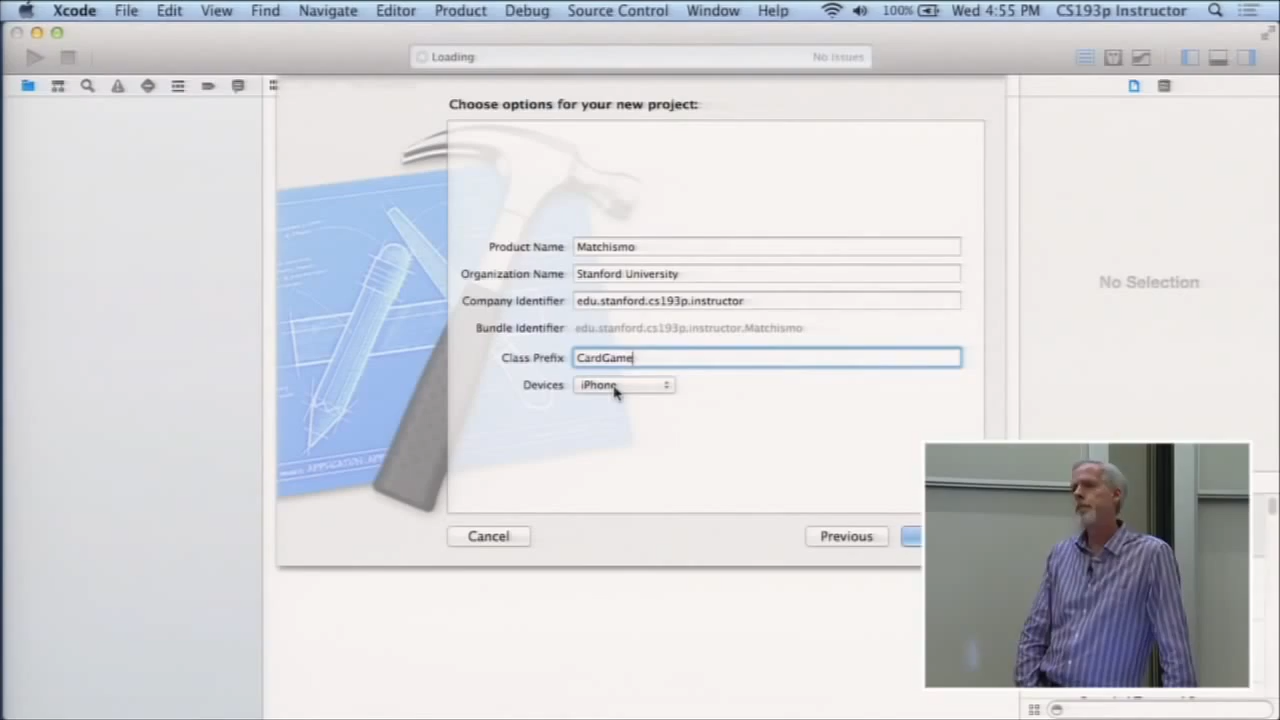 Xcode File Edit View Find Navigate Editor Product Debug Source Control Window Help 100% Wed 4:55 PM CS193p Instructor
Loading No Issues
Choose options for your new project:
Product Name Matchismo
Organization Name Stanford University
Company Identifier edu.stanford.cs193p.instructor
Bundle Identifier edu.stanford.cs193p.instructor.Matchismo
Class Prefix CardGame
Devices iPhone
Cancel Previous
No Selection